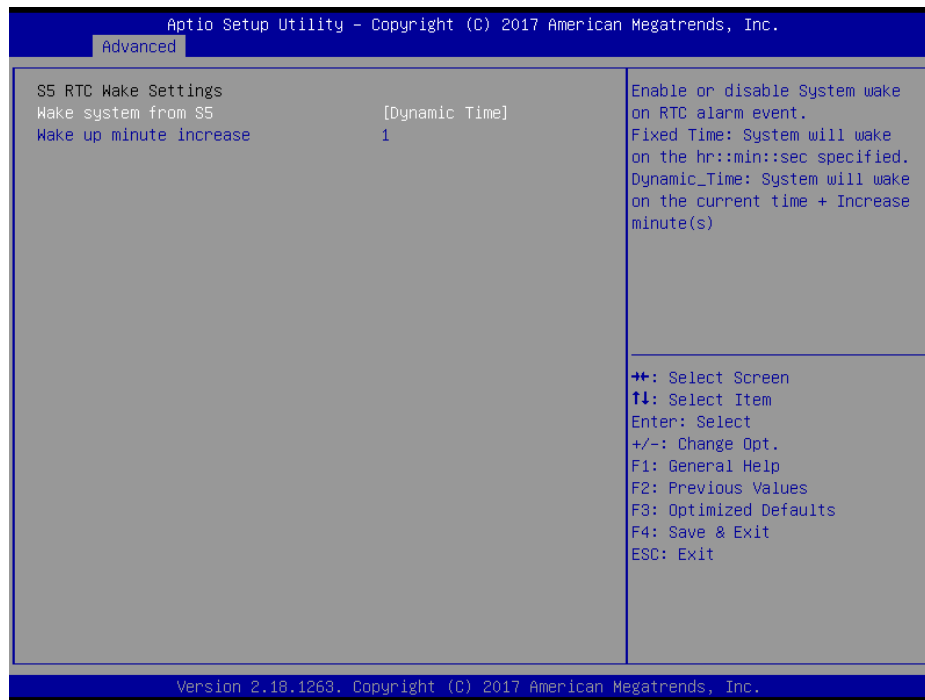 Aptio Setup Utility – Copyright (C) 2017 American Megatrends, Inc.
Advanced
S5 RTC Wake Settings
Wake system from S5 [Dynamic Time]
Wake up minute increase 1
Enable or disable System wake
on RTC alarm event.
Fixed Time: System will wake
on the hr::min::sec specified.
Dynamic_Time: System will wake
on the current time + Increase
minute(s)
→←: Select Screen
↑↓: Select Item
Enter: Select
+/-: Change Opt.
F1: General Help
F2: Previous Values
F3: Optimized Defaults
F4: Save & Exit
ESC: Exit
Version 2.18.1263. Copyright (C) 2017 American Megatrends, Inc.